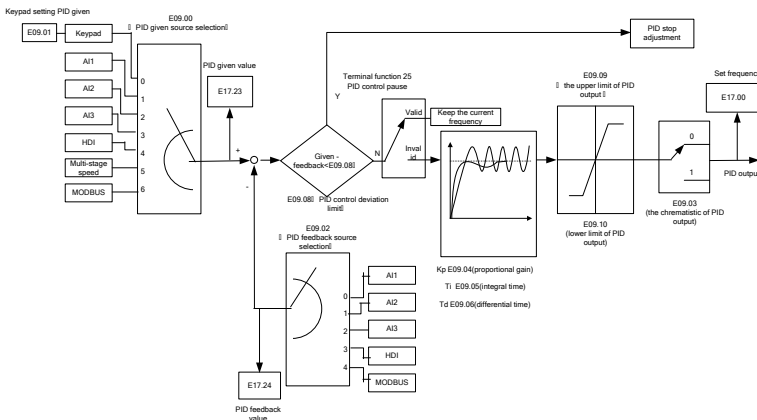 Keypad setting PID given
E09.01
Keypad
AI1
AI2
AI3
HDI
Multi-stage
speed
MODBUS
E09.00
PID given source selection
0
1
2
3
4
5
6
PID given value
E17.23
+
-
Y
Given -
feedback<E09.08
N
E09.08 PID control deviation
limit
PID stop
adjustment
Terminal function 25
PID control pause
Valid
Inval
id
Keep the current
frequency
Kp E09.04(proportional gain)
Ti E09.05(integral time)
Td E09.06(differential time)
E09.09
the upper limit of PID
output
E09.10
(lower limit of PID
output)
0
1
E09.03
(the chrematistic of PID
output)
Set frequenc
E17.00
PID output
E09.02
PID feedback source
selection
0
1
2
3
4
AI1
AI2
AI3
HDI
MODBUS
E17.24
PID feedback
value